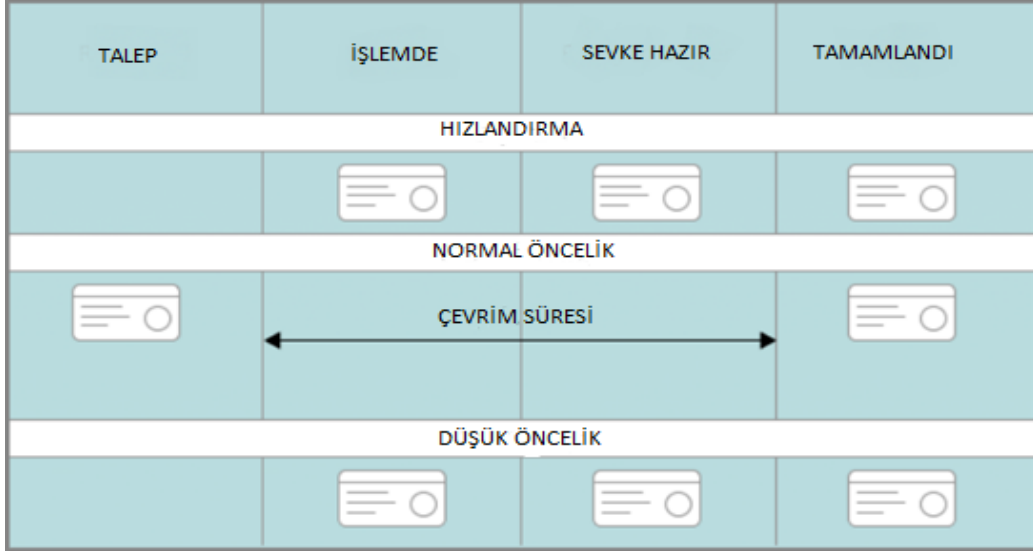 TALEP İŞLEMDE SEVKE HAZIR TAMAMLANDI
HIZLANDIRMA
NORMAL ÖNCELİK
ÇEVRİM SÜRESİ
DÜŞÜK ÖNCELİK